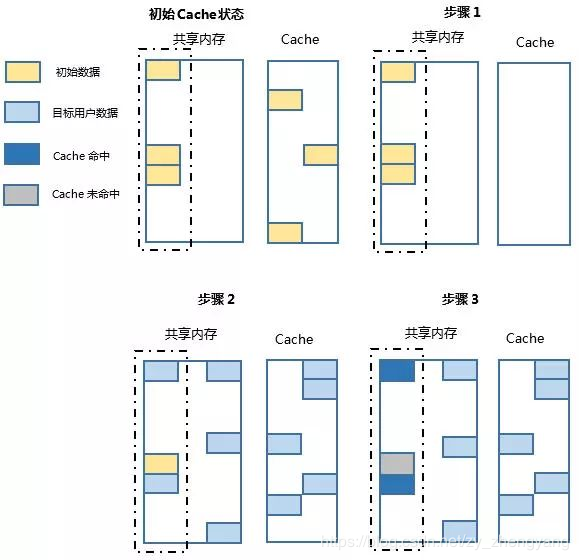 初始Cache状态
步骤 1
共享内存
Cache
共享内存
Cache
初始数据
目标用户数据
Cache 命中
Cache 未命中
步骤 2
步骤 3
共享内存
Cache
共享内存
Cache
https://blog.csdn.net/zy_zhengyang